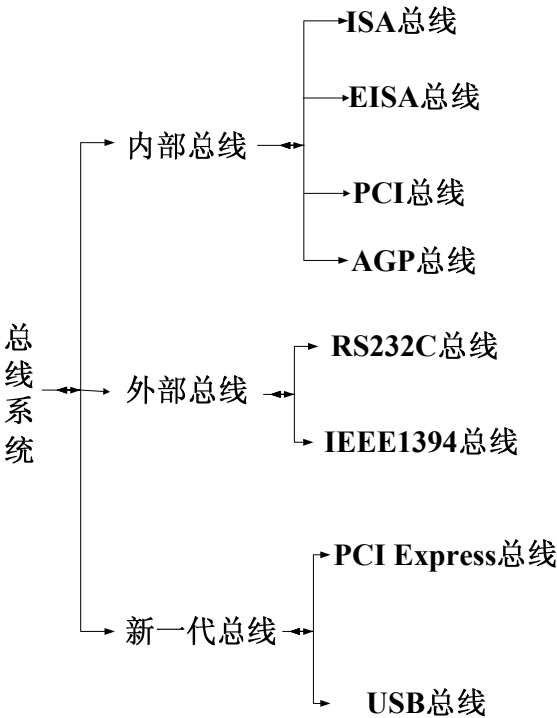 总线系统
内部总线
ISA总线
EISA总线
PCI总线
AGP总线
外部总线
RS232C总线
IEEE1394总线
新一代总线
PCI Express总线
USB总线